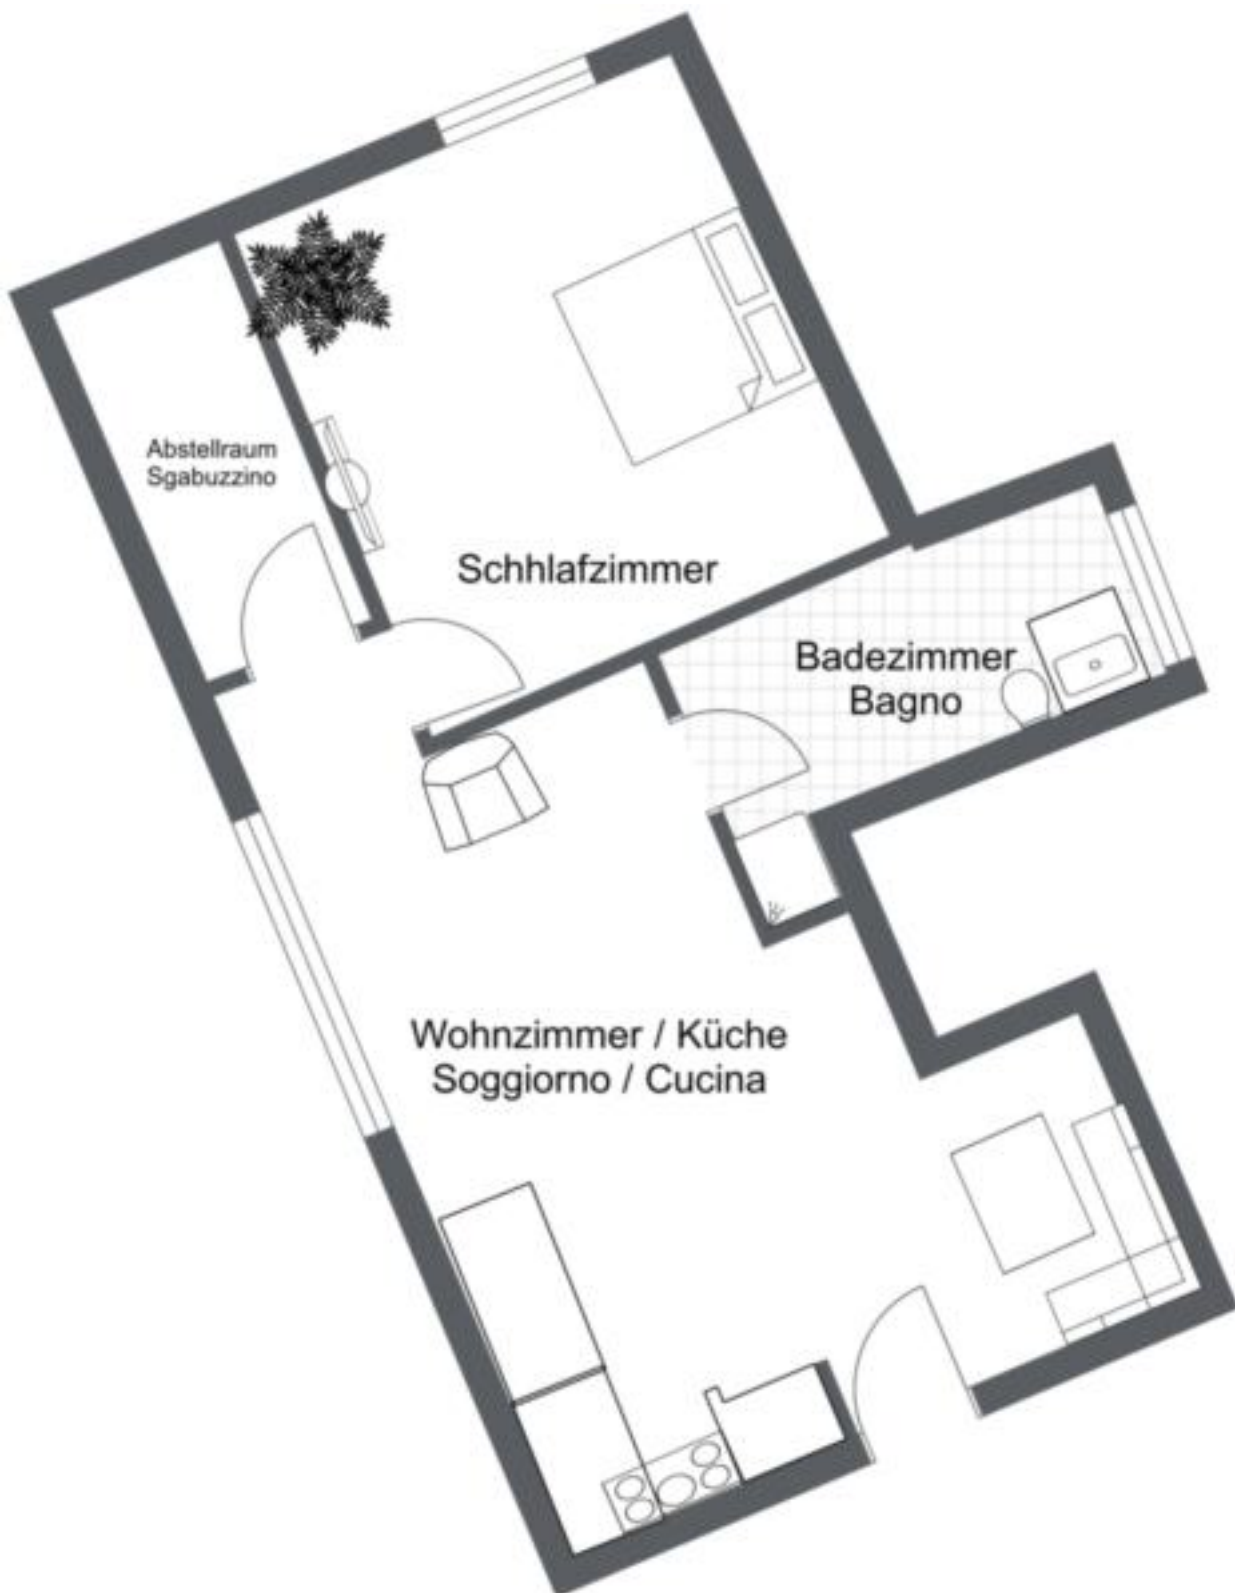 Abstellraum
Sgabuzzino
Schhlafzimmer
Badezimmer
Bagno
Wohnzimmer / Küche
Soggiorno / Cucina